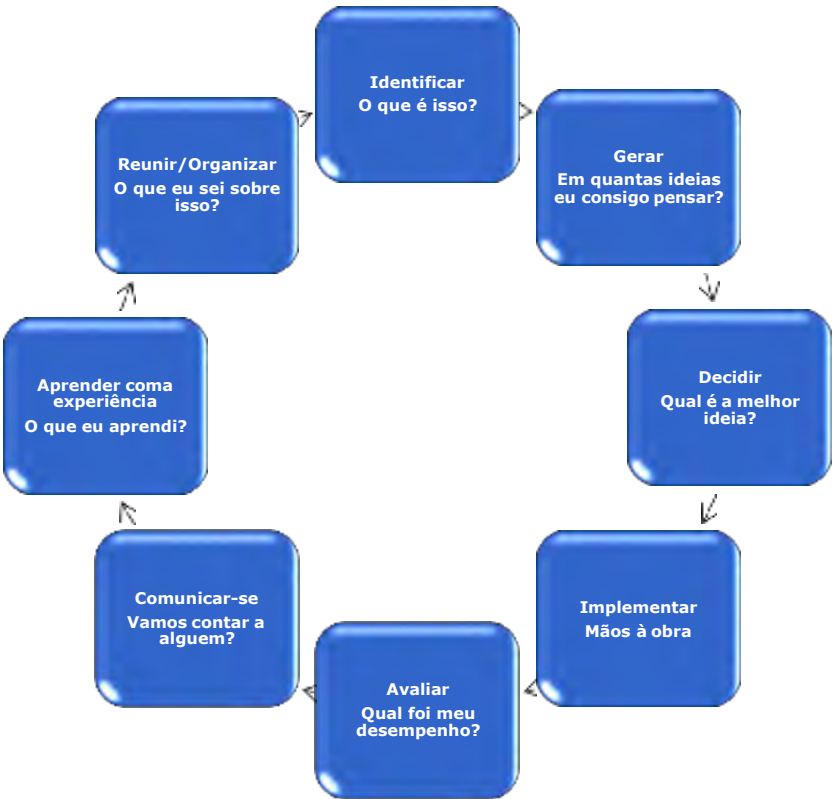 Identificar
O que é isso?
Gerar
Em quantas ideias
eu consigo pensar?
Decidir
Qual é a melhor
ideia?
Implementar
Mãos à obra
Avaliar
Qual foi meu
desempenho?
Comunicar-se
Vamos contar a
alguem?
Aprender coma
experiência
O que eu aprendi?
Reunir/Organizar
O que eu sei sobre
isso?